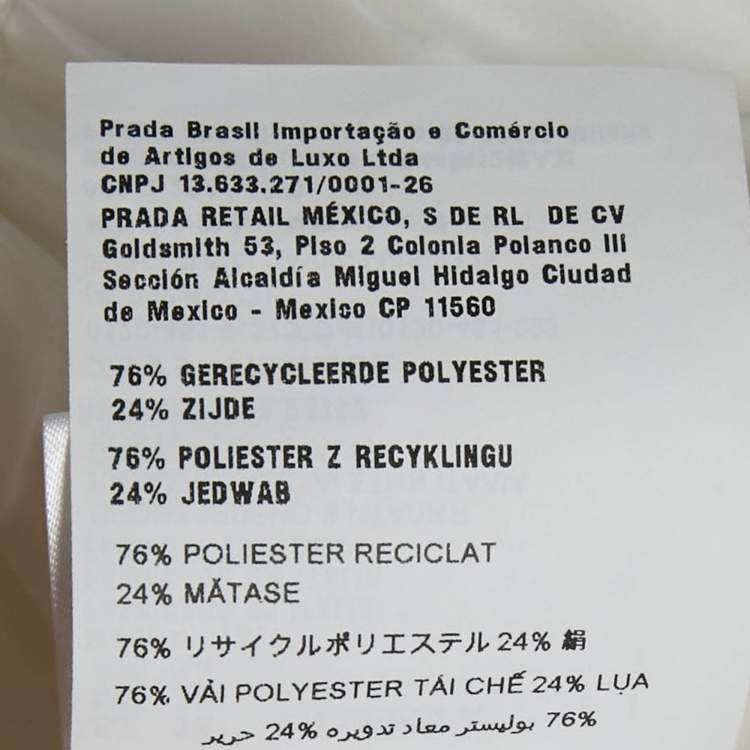 Prada Brasil Importação e Comércio
de Artigos de Luxo Ltda
CNPJ 13.633.271/0001-26
PRADA RETAIL MÉXICO, S DE RL DE CV
Goldsmith 53, Piso 2 Colonia Polanco III
Sección Alcaldía Miguel Hidalgo Ciudad
de Mexico - Mexico CP 11560
76% GERECYCLEERDE POLYESTER
24% ZIJDE
76% POLIESTER Z RECYKLINGU
24% JEDWAB
76% POLIESTER RECICLAT
24% MĂTASE
76% リサイクルポリエステル 24% 絹
76% VẢI POLYESTER TÁI CHẾ 24% LỤA
76% بوليستر معاد تدويره 24% حرير